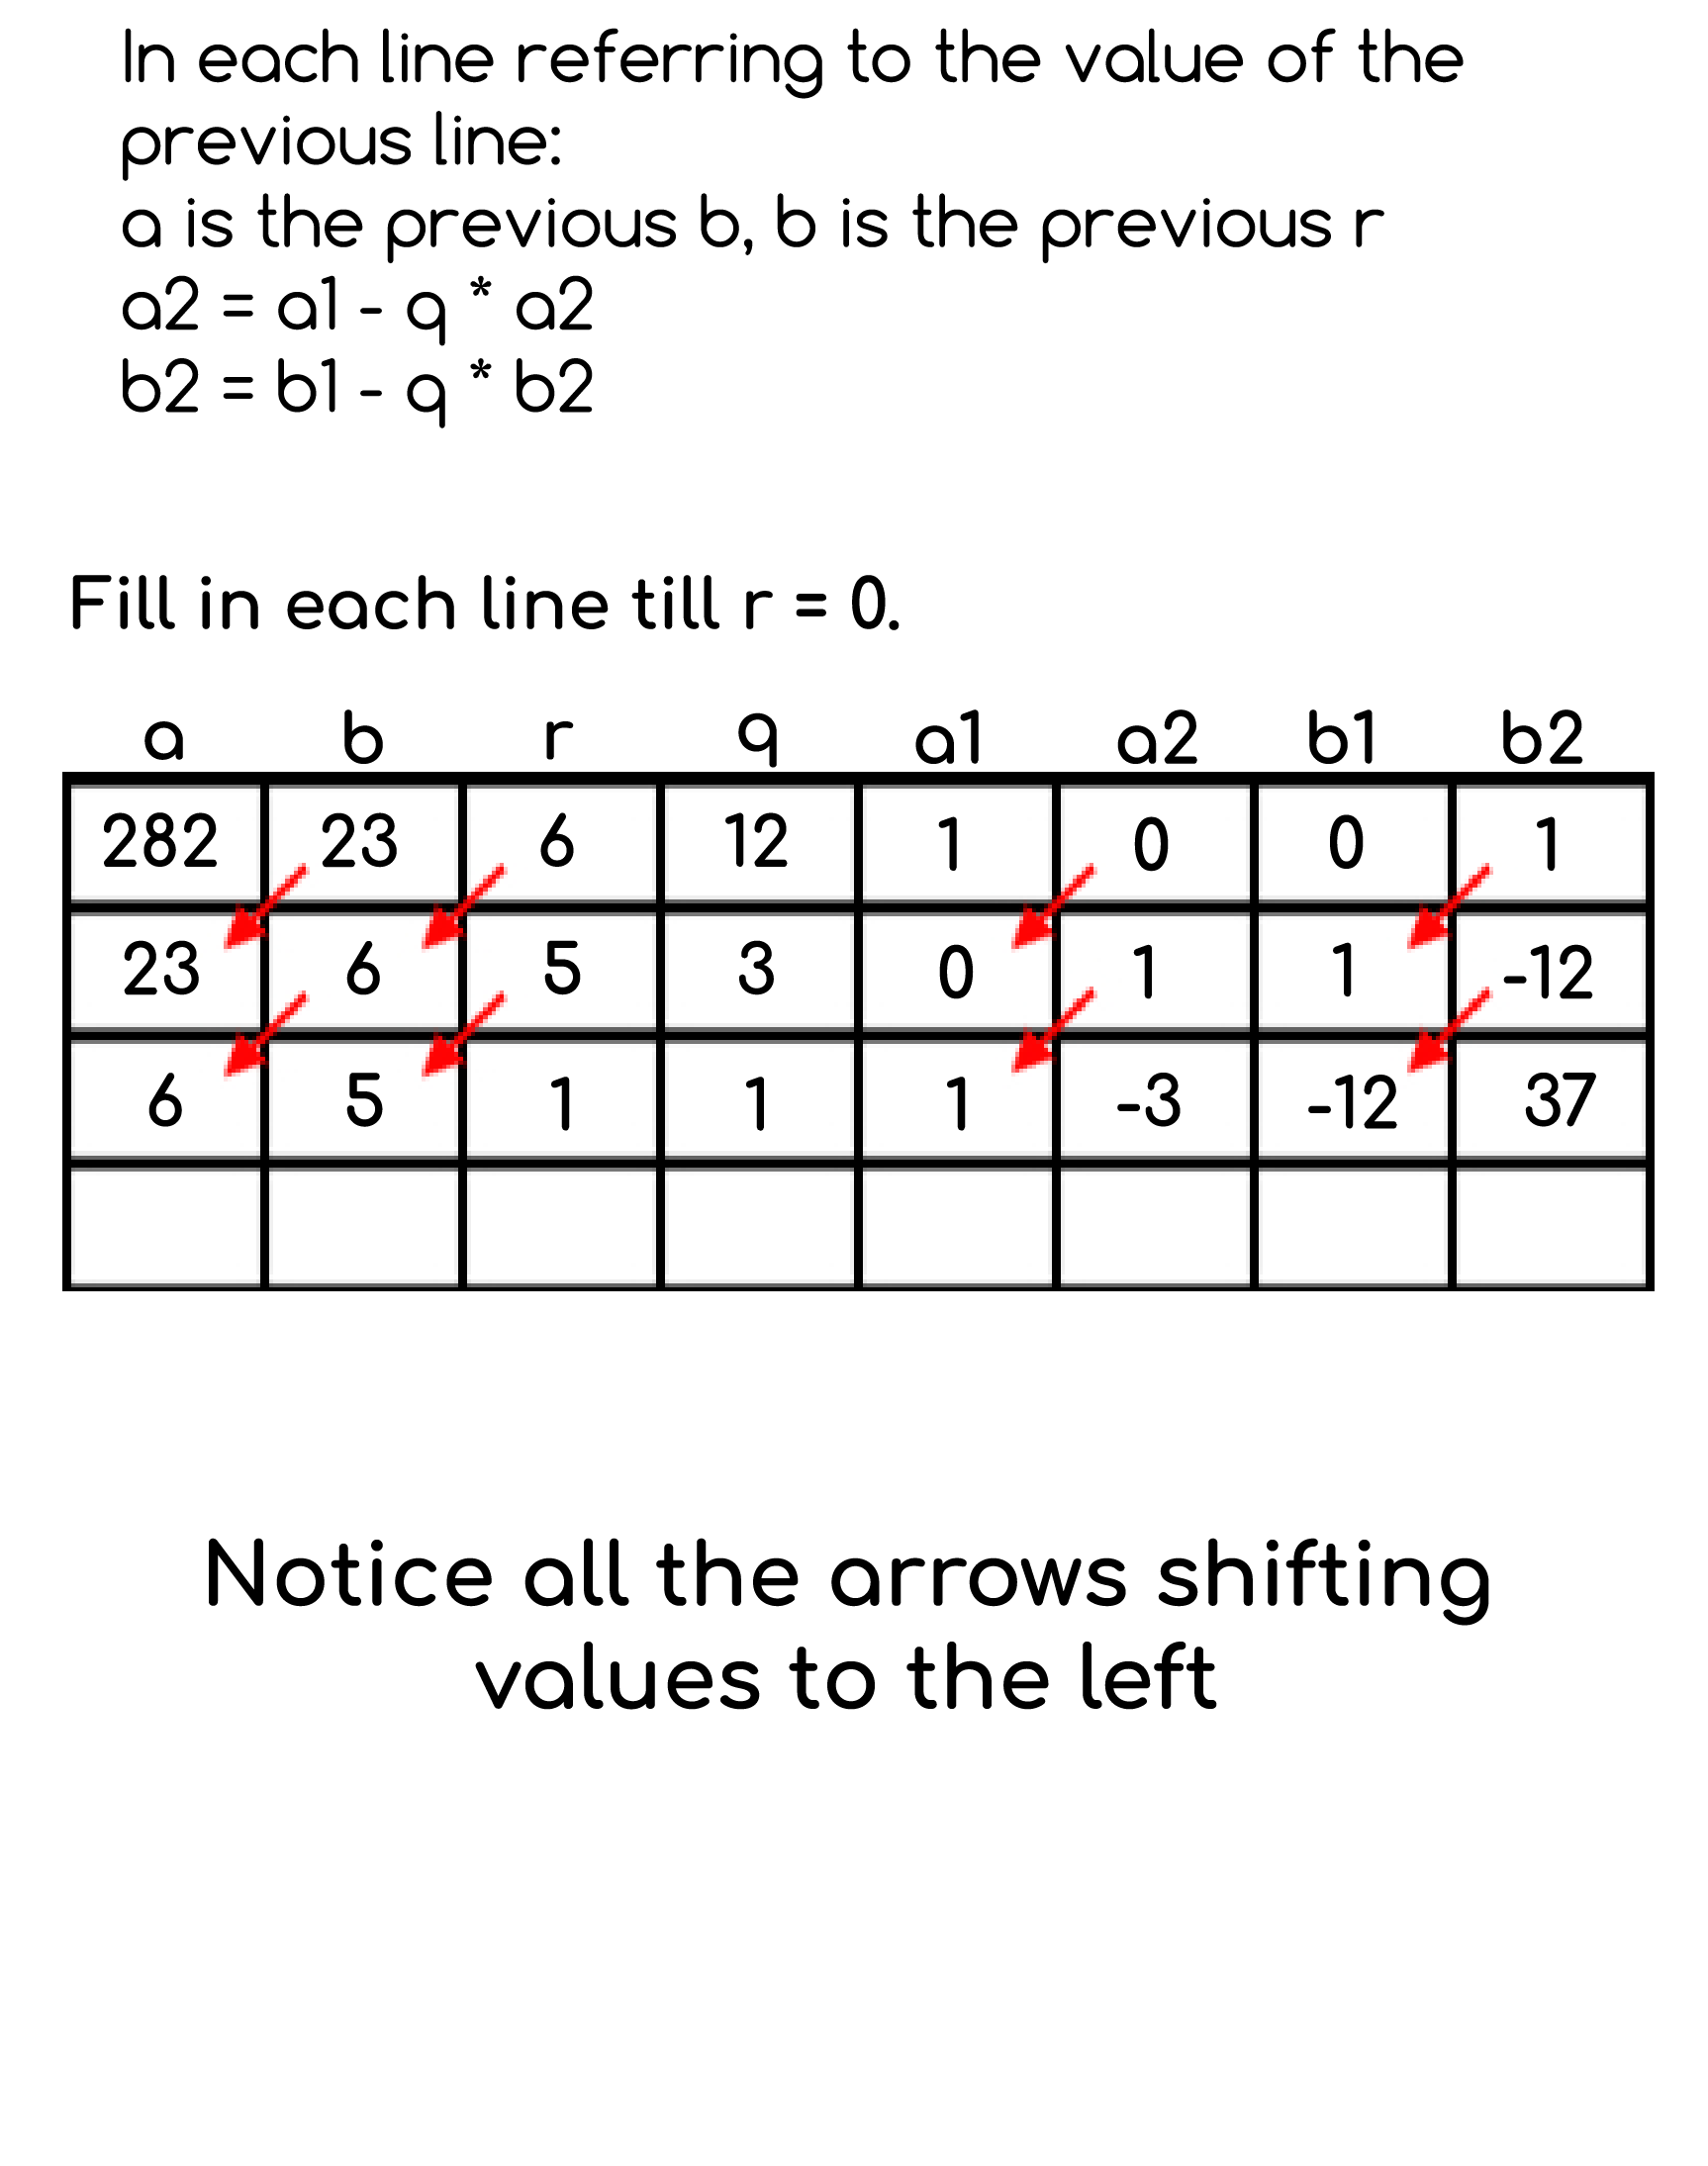 In each line referring to the value of the
previous line:
a is the previous b, b is the previous r
a2 = a1 - q * a2
b2 = b1 - q * b2
Fill in each line till r = 0.
a b r q a1 a2 b1 b2
282 23 6 12 1 0 0 1
23 6 5 3 0 1 1 -12
6 5 1 1 1 -3 -12 37
Notice all the arrows shifting
values to the left